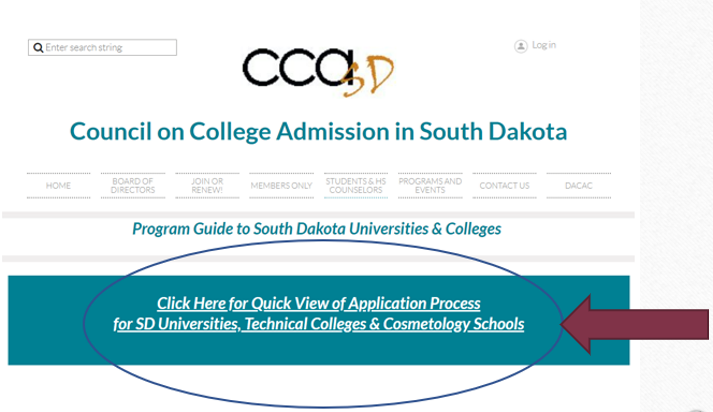 Enter search string
ccaSD
Log in
Council on College Admission in South Dakota
HOME
BOARD OF
DIRECTORS
JOIN OR
RENEW!
MEMBERS ONLY
STUDENTS & HS
COUNSELORS
PROGRAMS AND
EVENTS
CONTACT US
DACAC
Program Guide to South Dakota Universities & Colleges
Click Here for Quick View of Application Process
for SD Universities, Technical Colleges & Cosmetology Schools